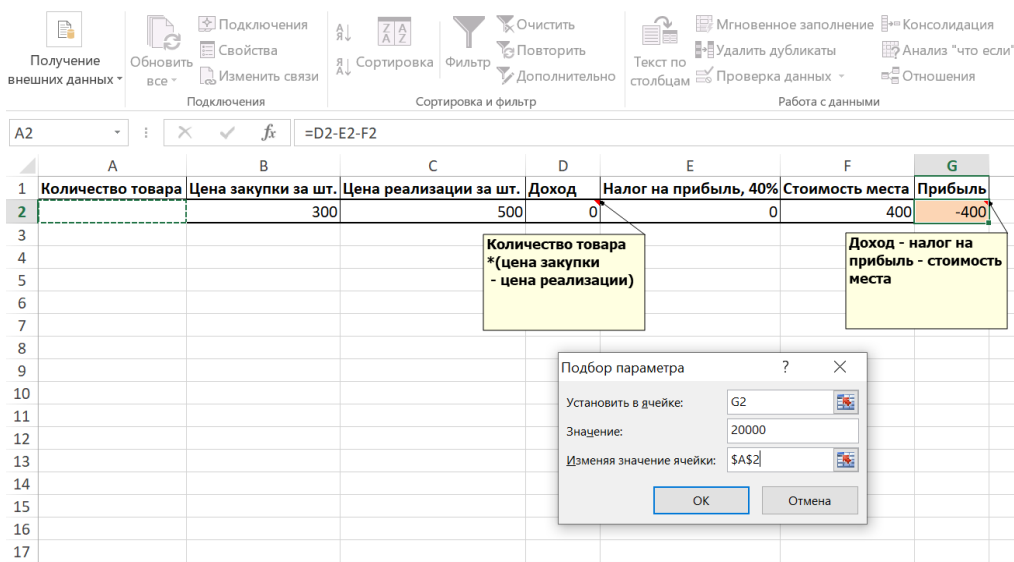 Получение
внешних данных
Обновить
все
Подключения
Свойства
Изменить связи
Подключения
А
Я
Я
А
Сортировка
Фильтр
Очистить
Повторить
Дополнительно
Сортировка и фильтр
Текст по
столбцам
Мгновенное заполнение
Удалить дубликаты
Проверка данных
Консолидация
Анализ "что если"
Отношения
Работа с данными
A2
fx
=D2-E2-F2
A B C D E F G
1 Количество товара Цена закупки за шт. Цена реализации за шт. Доход Налог на прибыль, 40% Стоимость места Прибыль
2 300 500 0 0 400 -400
3
4
5
6
7
8
9
10
11
12
13
14
15
16
17
Количество товара
*(цена закупки
- цена реализации)
Доход - налог на
прибыль - стоимость
места
Подбор параметра ?
Установить в ячейке: G2
Значение: 20000
Изменяя значение ячейки: $A$2
ОК Отмена